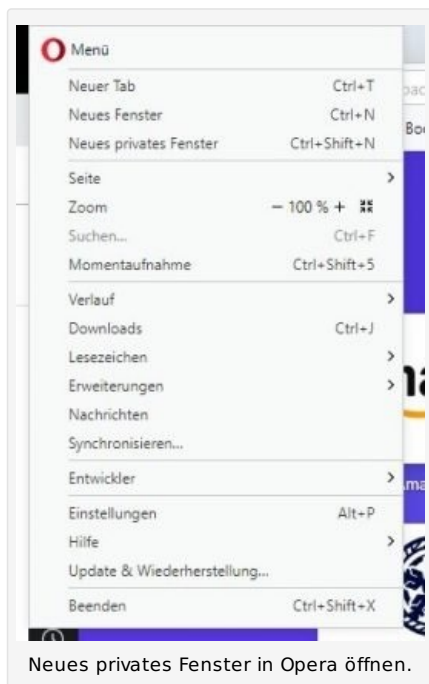 Menü
Neuer Tab Ctrl+T
Neues Fenster Ctrl+N
Neues privates Fenster Ctrl+Shift+N
Seite
Zoom − 100 % +
Suchen... Ctrl+F
Momentaufnahme Ctrl+Shift+5
Verlauf
Downloads Ctrl+J
Lesezeichen
Erweiterungen
Nachrichten
Synchronisieren...
Entwickler
Einstellungen Alt+P
Hilfe
Update & Wiederherstellung...
Beenden Ctrl+Shift+X
Neues privates Fenster in Opera öffnen.